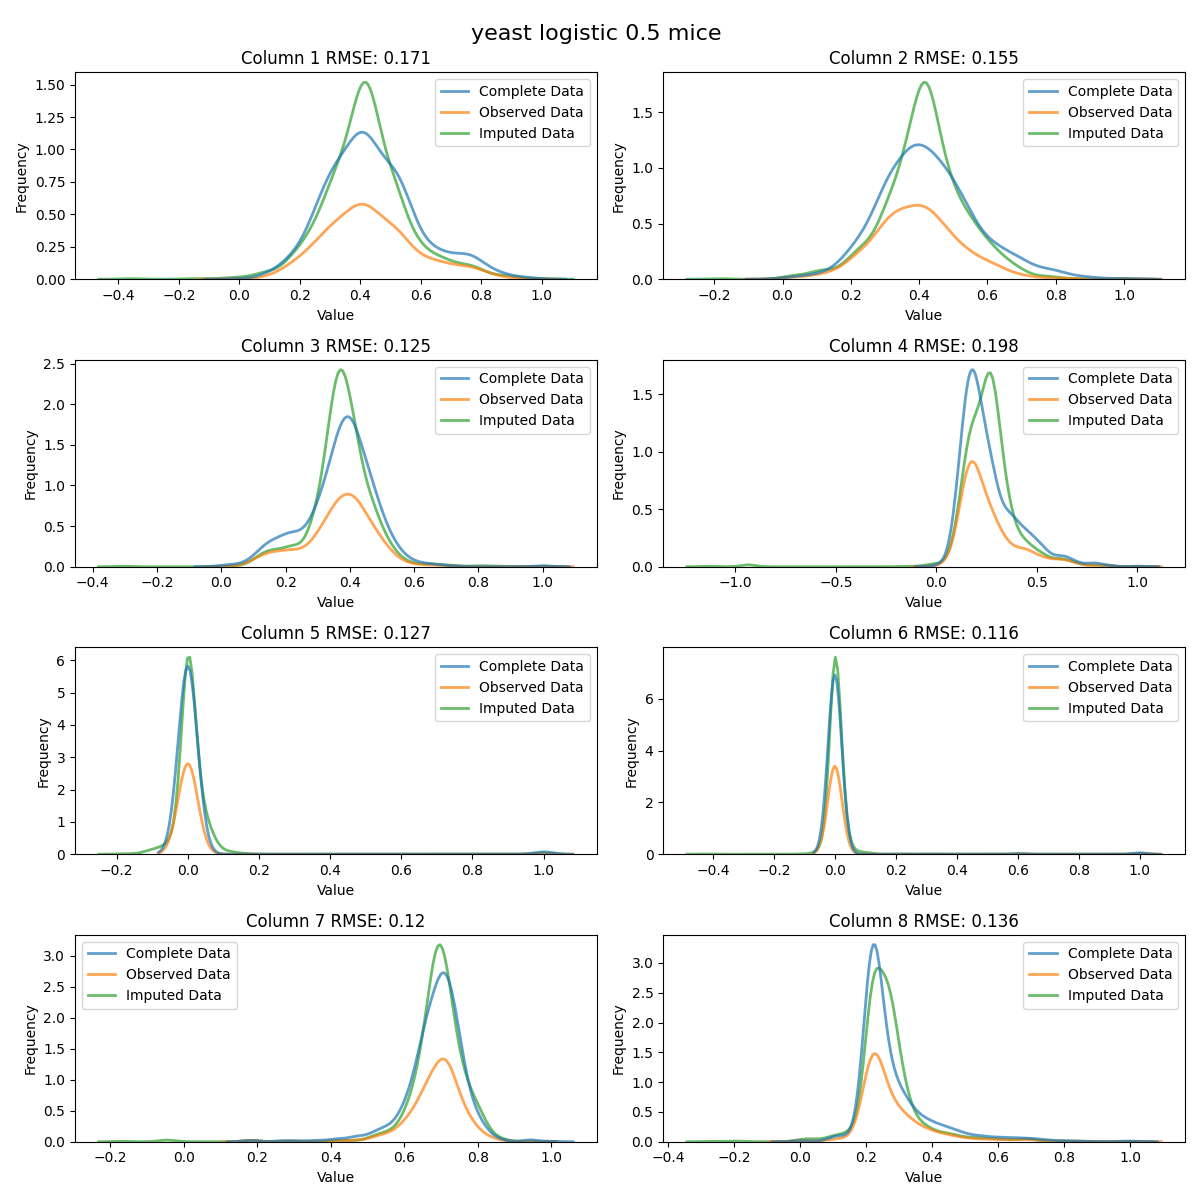 yeast logistic 0.5 mice
Column 1 RMSE: 0.171
Frequency
1.50
1.25
1.00
0.75
0.50
0.25
0.00
Complete Data
Observed Data
Imputed Data
−0.4 −0.2 0.0 0.2 0.4 0.6 0.8 1.0
Value
Column 2 RMSE: 0.155
Frequency
1.5
1.0
0.5
0.0
Complete Data
Observed Data
Imputed Data
−0.2 0.0 0.2 0.4 0.6 0.8 1.0
Value
Column 3 RMSE: 0.125
Frequency
2.5
2.0
1.5
1.0
0.5
0.0
Complete Data
Observed Data
Imputed Data
−0.4 −0.2 0.0 0.2 0.4 0.6 0.8 1.0
Value
Column 4 RMSE: 0.198
Frequency
1.5
1.0
0.5
0.0
Complete Data
Observed Data
Imputed Data
−1.0 −0.5 0.0 0.5 1.0
Value
Column 5 RMSE: 0.127
Frequency
6
5
4
3
2
1
0
Complete Data
Observed Data
Imputed Data
−0.2 0.0 0.2 0.4 0.6 0.8 1.0
Value
Column 6 RMSE: 0.116
Frequency
6
4
2
0
Complete Data
Observed Data
Imputed Data
−0.4 −0.2 0.0 0.2 0.4 0.6 0.8 1.0
Value
Column 7 RMSE: 0.12
Frequency
3.0
2.5
2.0
1.5
1.0
0.5
0.0
Complete Data
Observed Data
Imputed Data
−0.2 0.0 0.2 0.4 0.6 0.8 1.0
Value
Column 8 RMSE: 0.136
Frequency
3.0
2.5
2.0
1.5
1.0
0.5
0.0
Complete Data
Observed Data
Imputed Data
−0.4 −0.2 0.0 0.2 0.4 0.6 0.8 1.0
Value